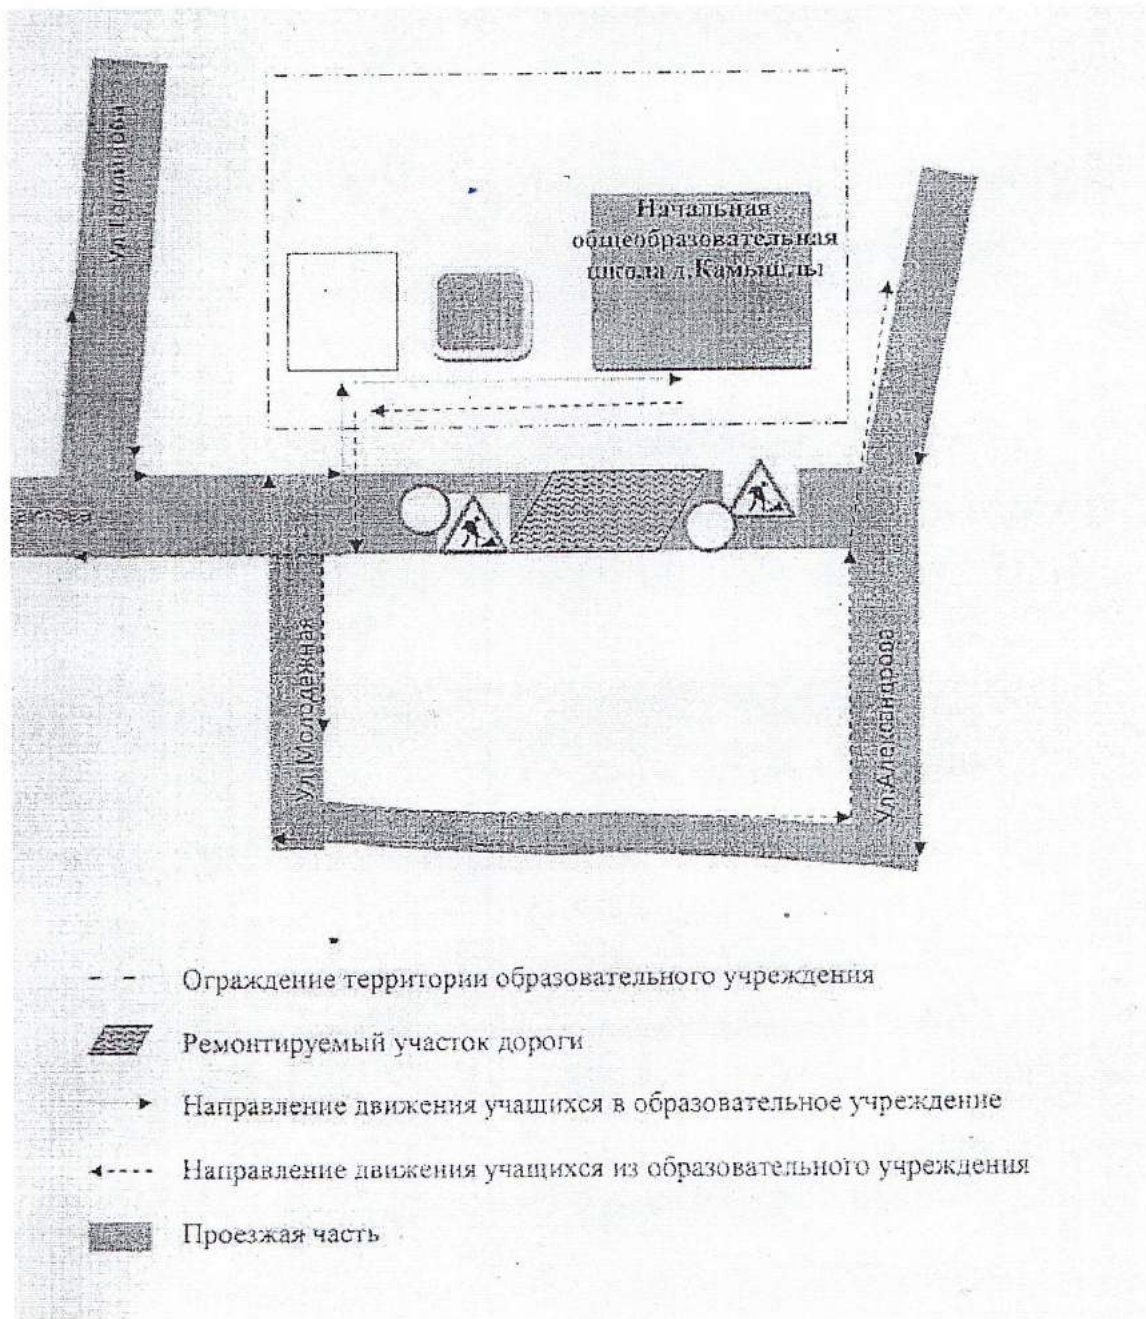 Начальная
общеобразовательная
школа д.Камышлы
Ул.Молодежная
Ул.Александрова
Ограждение территории образовательного учреждения
Ремонтируемый участок дороги
Направление движения учащихся в образовательное учреждение
Направление движения учащихся из образовательного учреждения
Проезжая часть